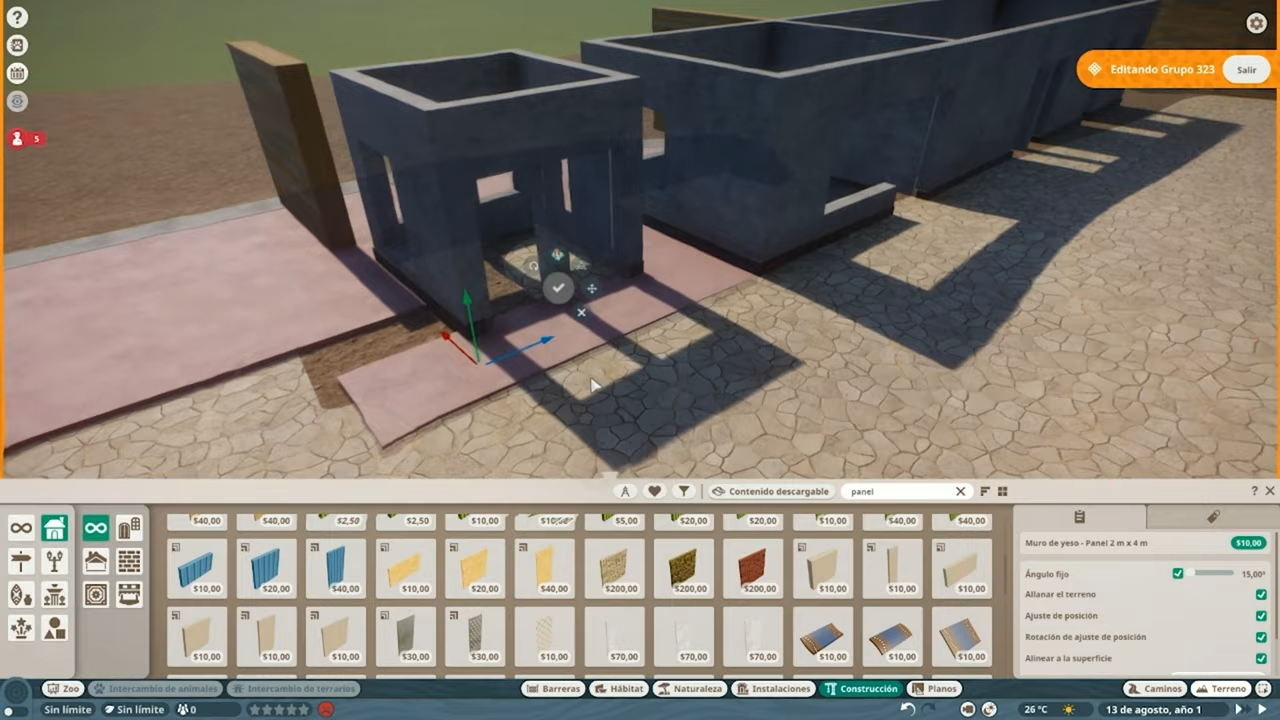 ?
Editando Grupo 323
Salir
5
Contenido descargable
panel
?
$40,00
$40,00
$2,50
$2,50
$10,00
$5,00
$20,00
$20,00
$10,00
$40,00
$40,00
Muro de yeso - Panel 2 m x 4 m
$10,00
$10,00
$20,00
$40,00
$10,00
$20,00
$40,00
$200,00
$200,00
$200,00
$10,00
$10,00
$10,00
Ángulo fijo
15,00°
Allanar el terreno
Ajuste de posición
Rotación de ajuste de posición
Alinear a la superficie
$10,00
$10,00
$10,00
$30,00
$30,00
$10,00
$70,00
$70,00
$70,00
$10,00
$10,00
$10,00
Zoo
Intercambio de animales
Intercambio de terrarios
Barreras
Hábitat
Naturaleza
Instalaciones
Construcción
Planos
Caminos
Terreno
Sin límite
Sin límite
0
26 °C
13 de agosto, año 1